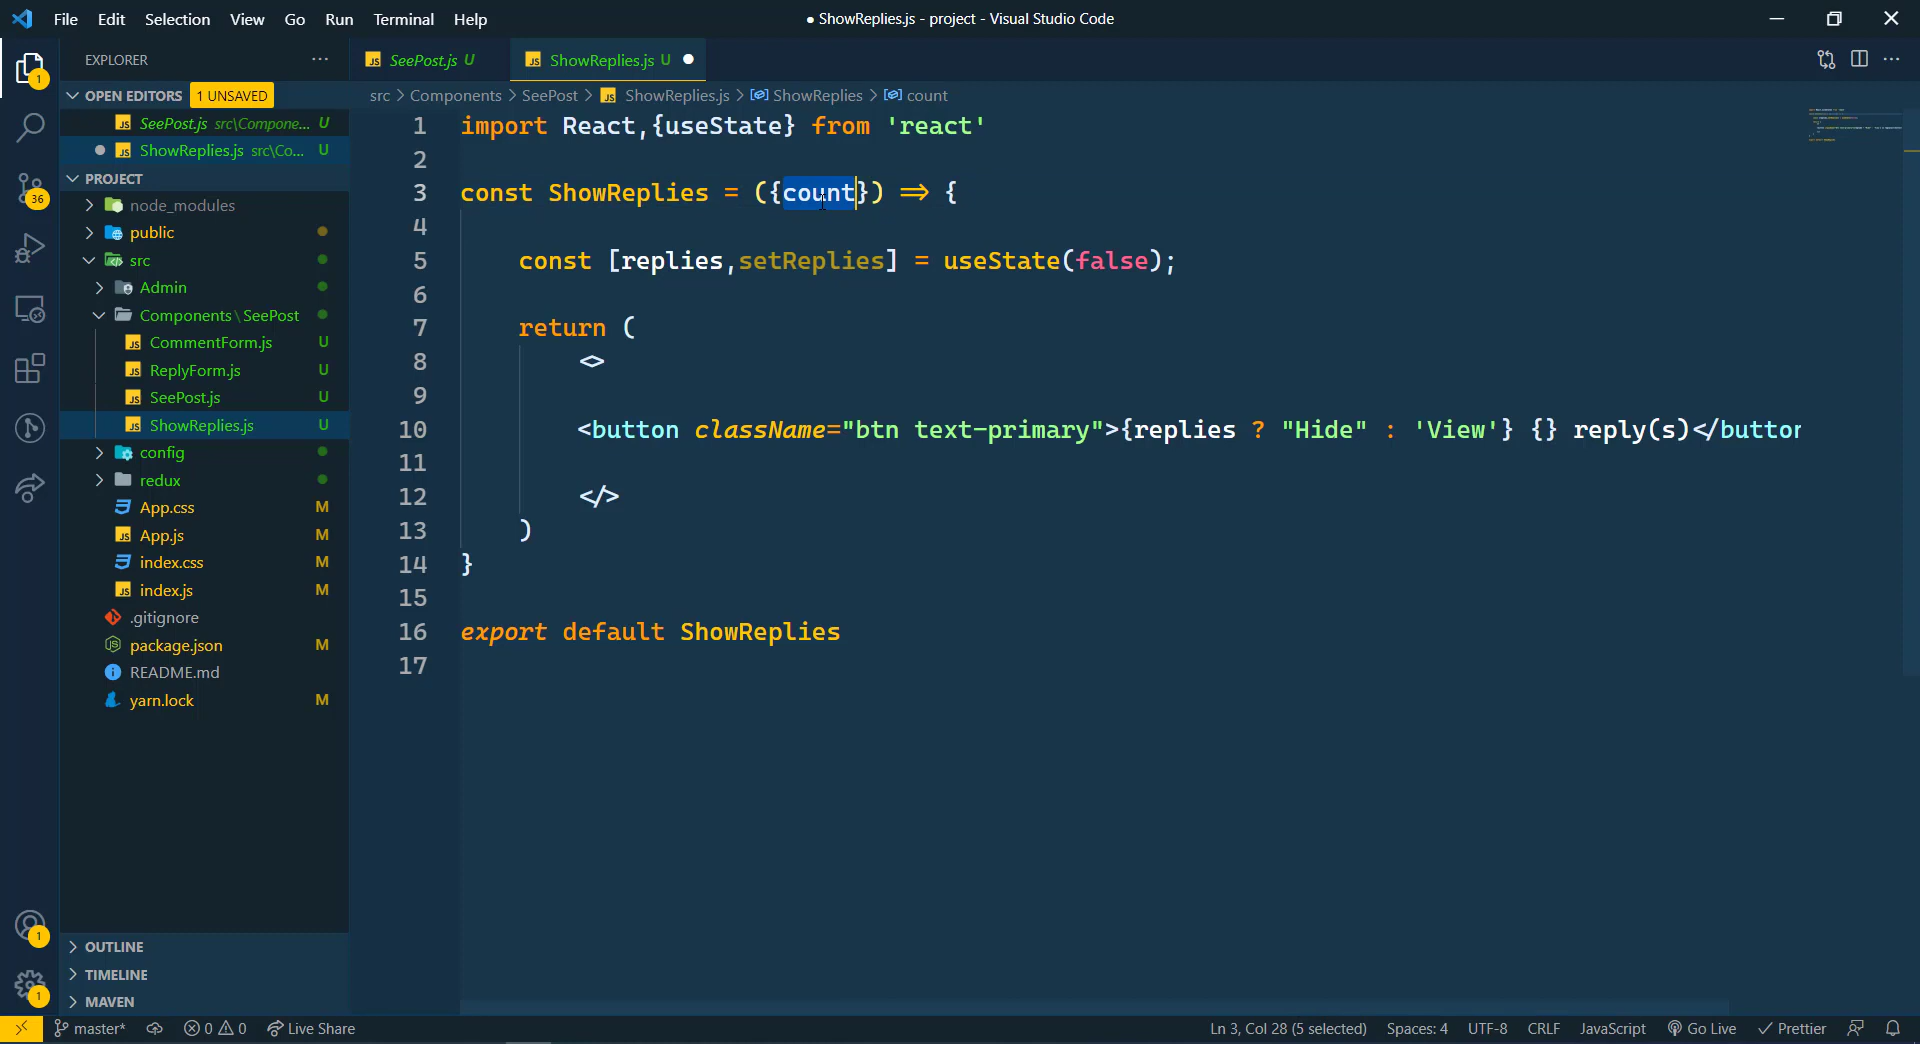 File Edit Selection View Go Run Terminal Help
● ShowReplies.js - project - Visual Studio Code
EXPLORER
SeePost.js U
ShowReplies.js U
OPEN EDITORS 1 UNSAVED
src > Components > SeePost > ShowReplies.js > ShowReplies > count
SeePost.js src\Compone... U
ShowReplies.js src\Co... U
PROJECT
node_modules
public
src
Admin
Components\SeePost
CommentForm.js U
ReplyForm.js U
SeePost.js U
ShowReplies.js U
config
redux
App.css M
App.js M
index.css M
index.js M
.gitignore
package.json M
README.md
yarn.lock M
OUTLINE
TIMELINE
MAVEN
1
36
1
1
1 import React,{useState} from 'react'
2
3 const ShowReplies = ({count}) => {
4
5 const [replies,setReplies] = useState(false);
6
7 return (
8 <>
9
10 <button className="btn text-primary">{replies ? "Hide" : 'View'} {} reply(s)</button
11
12 </>
13 )
14 }
15
16 export default ShowReplies
17
master* 0 0 Live Share
Ln 3, Col 28 (5 selected) Spaces: 4 UTF-8 CRLF JavaScript Go Live Prettier